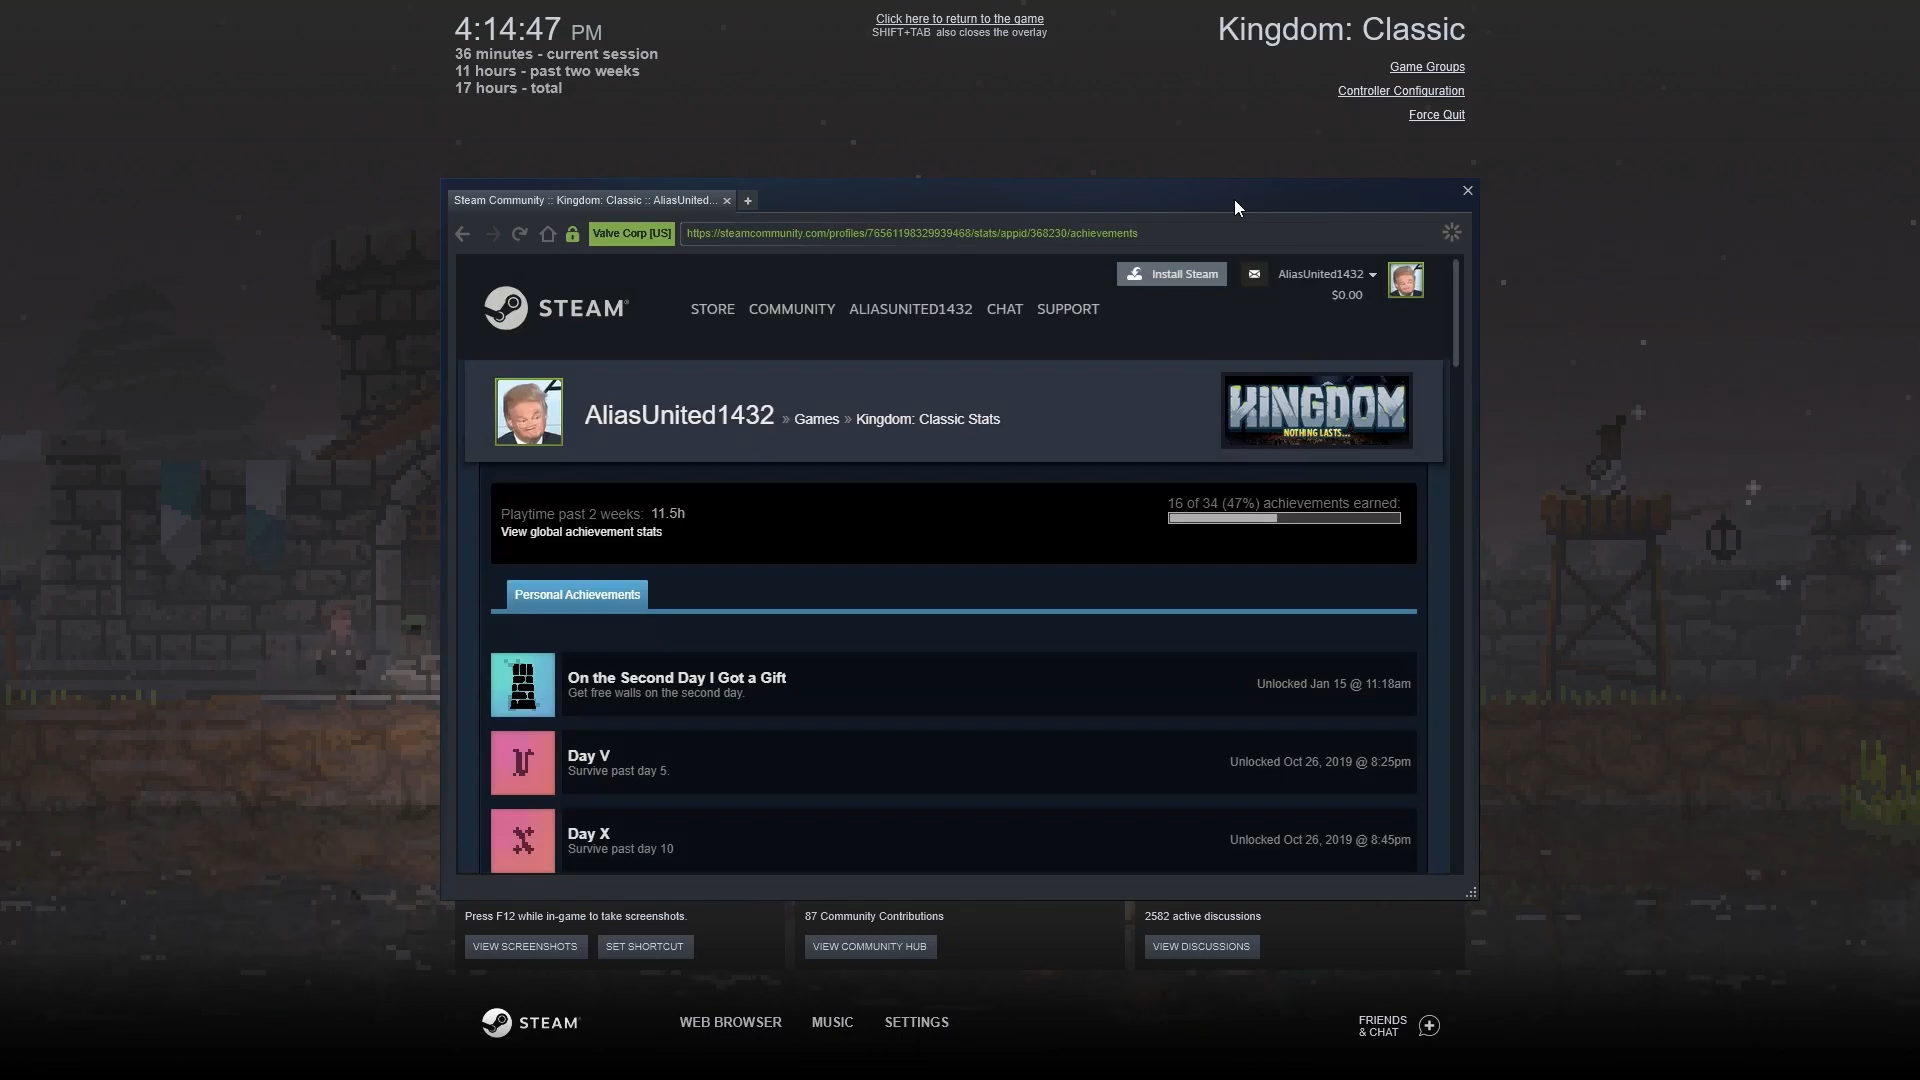 4:14:47 PM
36 minutes - current session
11 hours - past two weeks
17 hours - total
Click here to return to the game
SHIFT+TAB also closes the overlay
Kingdom: Classic
Game Groups
Controller Configuration
Force Quit
Steam Community :: Kingdom: Classic :: AliasUnited...
Valve Corp [US]
https://steamcommunity.com/profiles/76561198329939468/stats/appid/368230/achievements
Install Steam
AliasUnited1432
$0.00
STEAM®
STORE COMMUNITY ALIASUNITED1432 CHAT SUPPORT
AliasUnited1432 » Games » Kingdom: Classic Stats
KINGDOM
NOTHING LASTS...
Playtime past 2 weeks: 11.5h
View global achievement stats
16 of 34 (47%) achievements earned:
Personal Achievements
On the Second Day I Got a Gift
Get free walls on the second day.
Unlocked Jan 15 @ 11:18am
V
Day V
Survive past day 5.
Unlocked Oct 26, 2019 @ 8:25pm
X
Day X
Survive past day 10
Unlocked Oct 26, 2019 @ 8:45pm
Press F12 while in-game to take screenshots.
VIEW SCREENSHOTS SET SHORTCUT
87 Community Contributions
VIEW COMMUNITY HUB
2582 active discussions
VIEW DISCUSSIONS
STEAM
WEB BROWSER MUSIC SETTINGS
FRIENDS
& CHAT